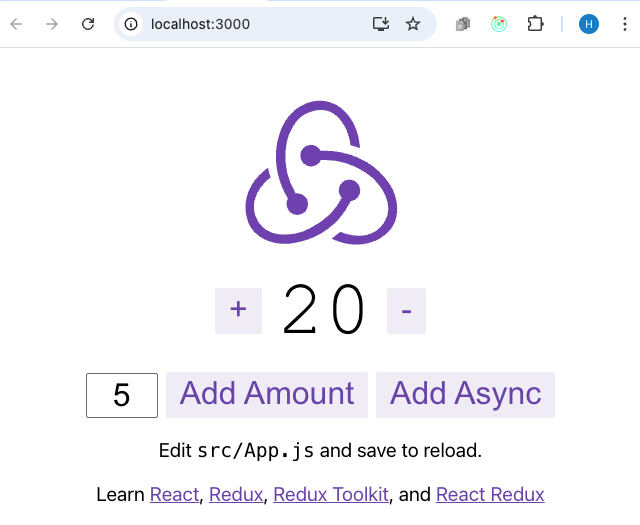 localhost:3000
H
+ 20 -
5 Add Amount Add Async
Edit src/App.js and save to reload.
Learn React, Redux, Redux Toolkit, and React Redux